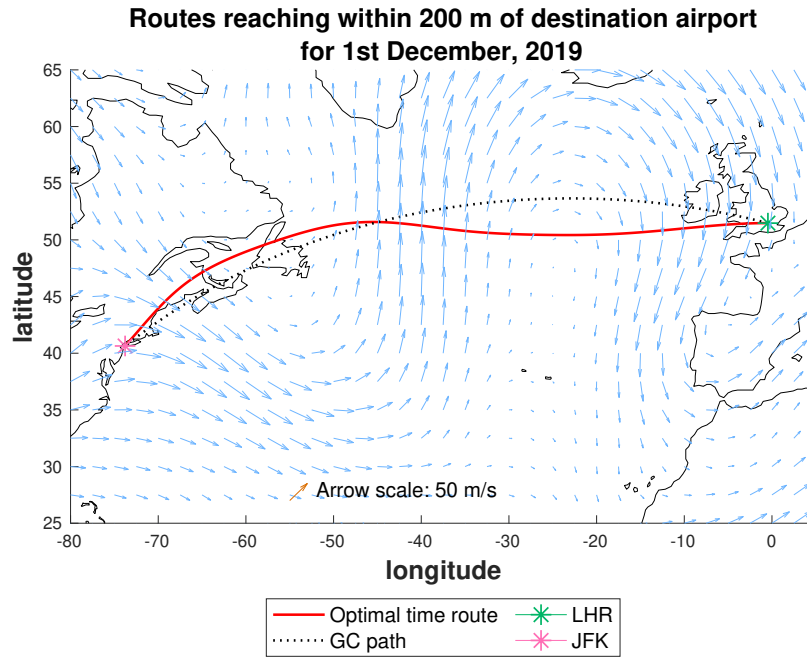 Routes reaching within 200 m of destination airport
for 1st December, 2019
latitude
65
60
55
50
45
40
35
30
25
Arrow scale: 50 m/s
-80 -70 -60 -50 -40 -30 -20 -10 0
longitude
Optimal time route LHR
GC path JFK